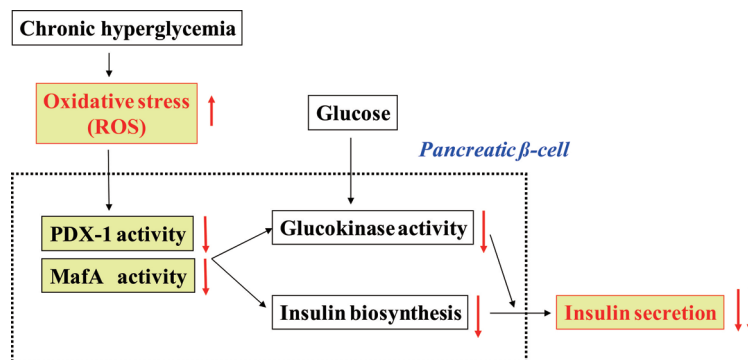 Chronic hyperglycemia
Oxidative stress
(ROS)
Glucose
Pancreatic β-cell
PDX-1 activity
Glucokinase activity
MafA activity
Insulin biosynthesis
Insulin secretion